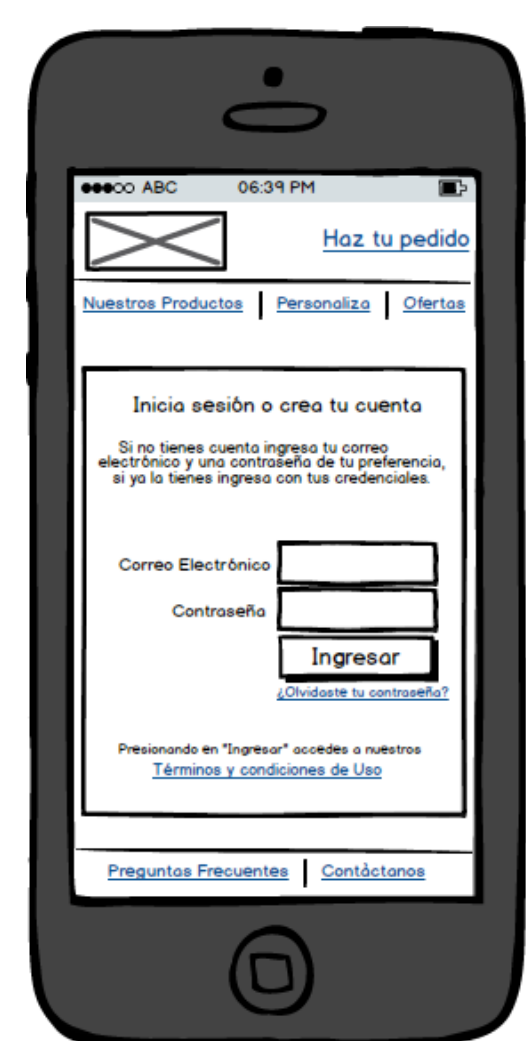 ABC 06:39 PM
Haz tu pedido
Nuestros Productos Personaliza Ofertas
Inicia sesión o crea tu cuenta
Si no tienes cuenta ingresa tu correo
electrónico y una contraseña de tu preferencia,
si ya la tienes ingresa con tus credenciales.
Correo Electrónico
Contraseña
Ingresar
¿Olvidaste tu contraseña?
Presionando en "Ingresar" accedes a nuestros
Términos y condiciones de Uso
Preguntas Frecuentes Contáctanos